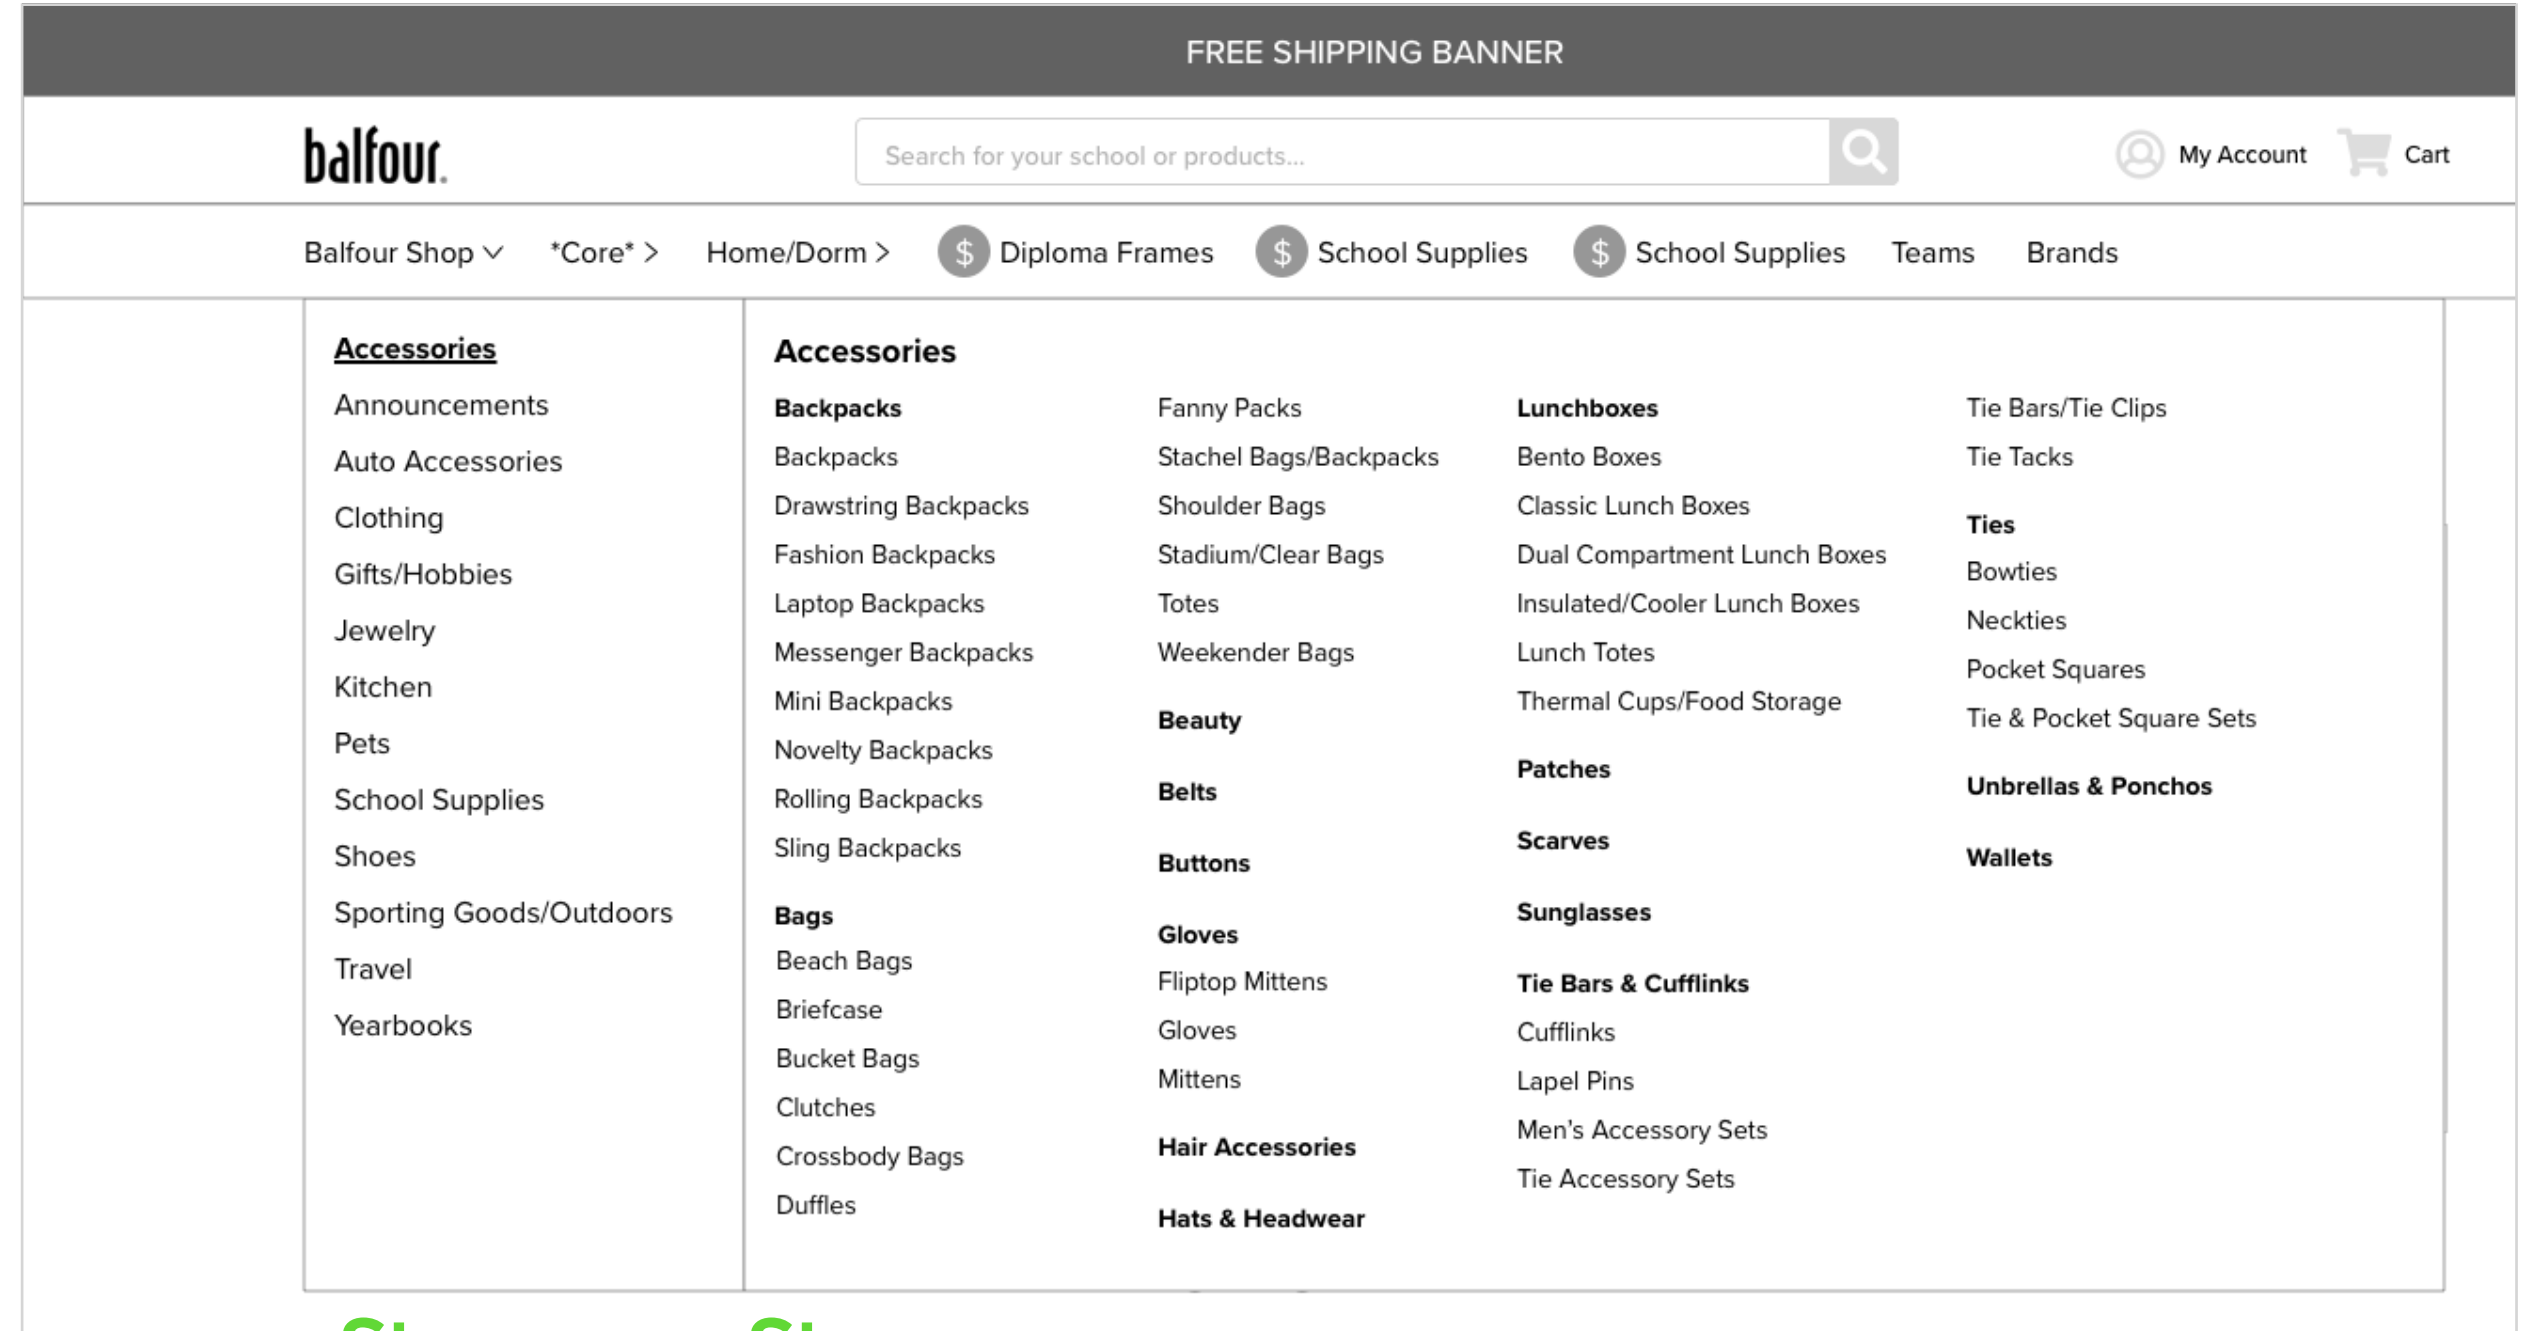 FREE SHIPPING BANNER
balfour.
Search for your school or products...
My Account
Cart
Balfour Shop
*Core* >
Home/Dorm >
$ Diploma Frames
$ School Supplies
$ School Supplies
Teams
Brands
Accessories
Announcements
Auto Accessories
Clothing
Gifts/Hobbies
Jewelry
Kitchen
Pets
School Supplies
Shoes
Sporting Goods/Outdoors
Travel
Yearbooks
Accessories
Backpacks
Backpacks
Drawstring Backpacks
Fashion Backpacks
Laptop Backpacks
Messenger Backpacks
Mini Backpacks
Novelty Backpacks
Rolling Backpacks
Sling Backpacks
Bags
Beach Bags
Briefcase
Bucket Bags
Clutches
Crossbody Bags
Duffles
Fanny Packs
Stachel Bags/Backpacks
Shoulder Bags
Stadium/Clear Bags
Totes
Weekender Bags
Beauty
Belts
Buttons
Gloves
Fliptop Mittens
Gloves
Mittens
Hair Accessories
Hats & Headwear
Lunchboxes
Bento Boxes
Classic Lunch Boxes
Dual Compartment Lunch Boxes
Insulated/Cooler Lunch Boxes
Lunch Totes
Thermal Cups/Food Storage
Patches
Scarves
Sunglasses
Tie Bars & Cufflinks
Cufflinks
Lapel Pins
Men's Accessory Sets
Tie Accessory Sets
Tie Bars/Tie Clips
Tie Tacks
Ties
Bowties
Neckties
Pocket Squares
Tie & Pocket Square Sets
Unbrellas & Ponchos
Wallets